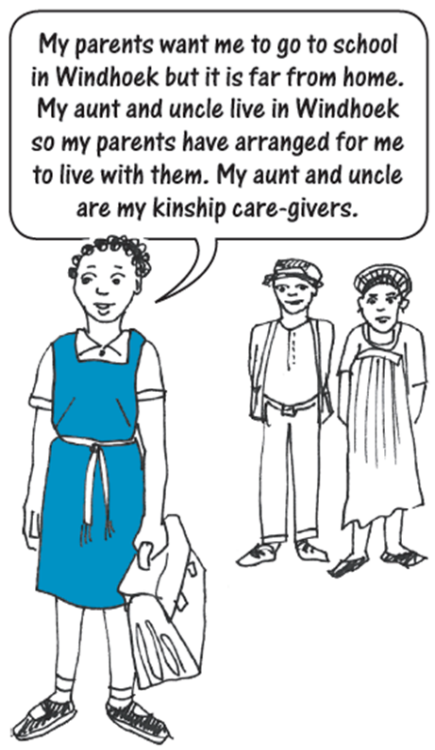 My parents want me to go to school
in Windhoek but it is far from home.
My aunt and uncle live in Windhoek
so my parents have arranged for me
to live with them. My aunt and uncle
are my kinship care-givers.